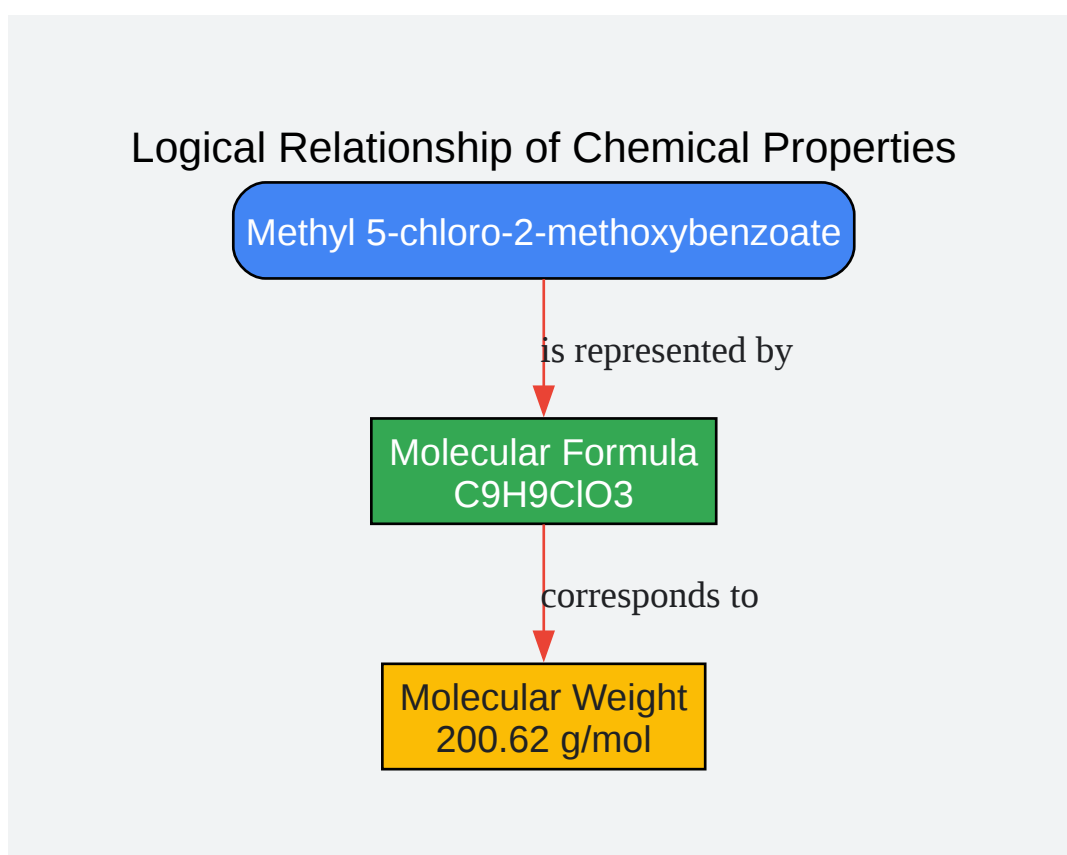 Logical Relationship of Chemical Properties
Methyl 5-chloro-2-methoxybenzoate
is represented by
Molecular Formula
C9H9ClO3
corresponds to
Molecular Weight
200.62 g/mol